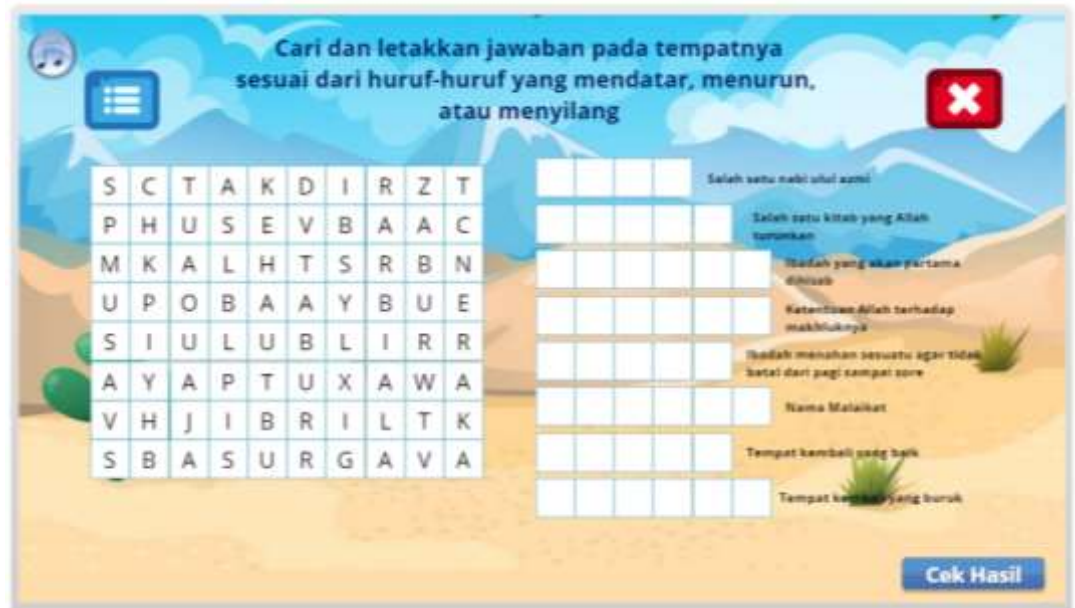 Cari dan letakkan jawaban pada tempatnya
sesuai dari huruf-huruf yang mendatar, menurun,
atau menyilang
S C T A K D I R Z T
P H U S E V B A A C
M K A L H T S R B N
U P O B A A Y B U E
S I U L U B L I R R
A Y A P T U X A W A
V H J I B R I L T K
S B A S U R G A V A
Salah satu nabi ulul azmi
Salah satu kitab yang Allah
turunkan
Ibadah yang akan pertama
dihisab
Ketentuan Allah terhadap
makhluknya
Ibadah menahan sesuatu agar tidak
batal dari pagi sampai sore
Nama Malaikat
Tempat kembali yang baik
Tempat kembali yang buruk
Cek Hasil